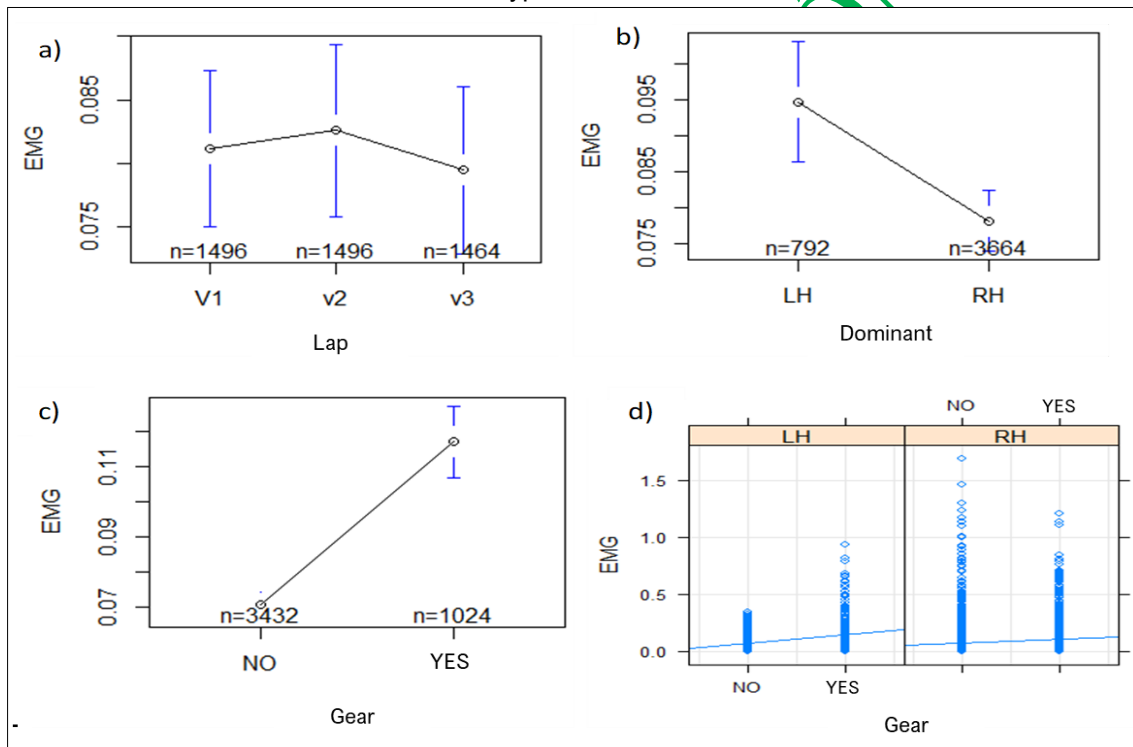 a)
EMG
0.075 0.085
n=1496 n=1496 n=1464
V1 v2 v3
Lap
b)
EMG
0.075 0.085 0.095
n=792 n=3664
LH RH
Dominant
c)
EMG
0.07 0.09 0.11
n=3432 n=1024
NO YES
Gear
d)
NO YES
LH RH
EMG
1.5
1.0
0.5
0.0
NO YES
Gear
-